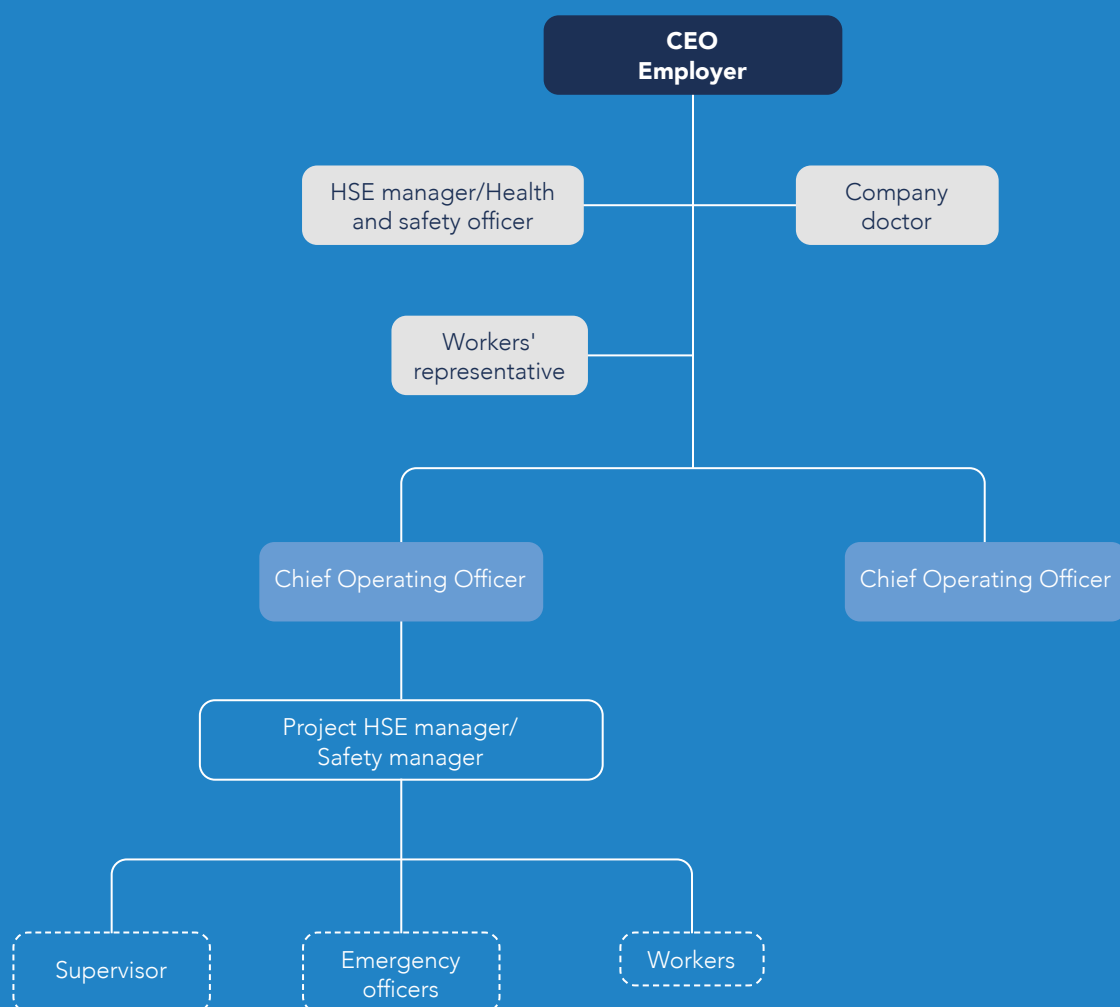 CEO
Employer
HSE manager/Health
and safety officer
Company
doctor
Workers'
representative
Chief Operating Officer
Chief Operating Officer
Project HSE manager/
Safety manager
Supervisor
Emergency
officers
Workers